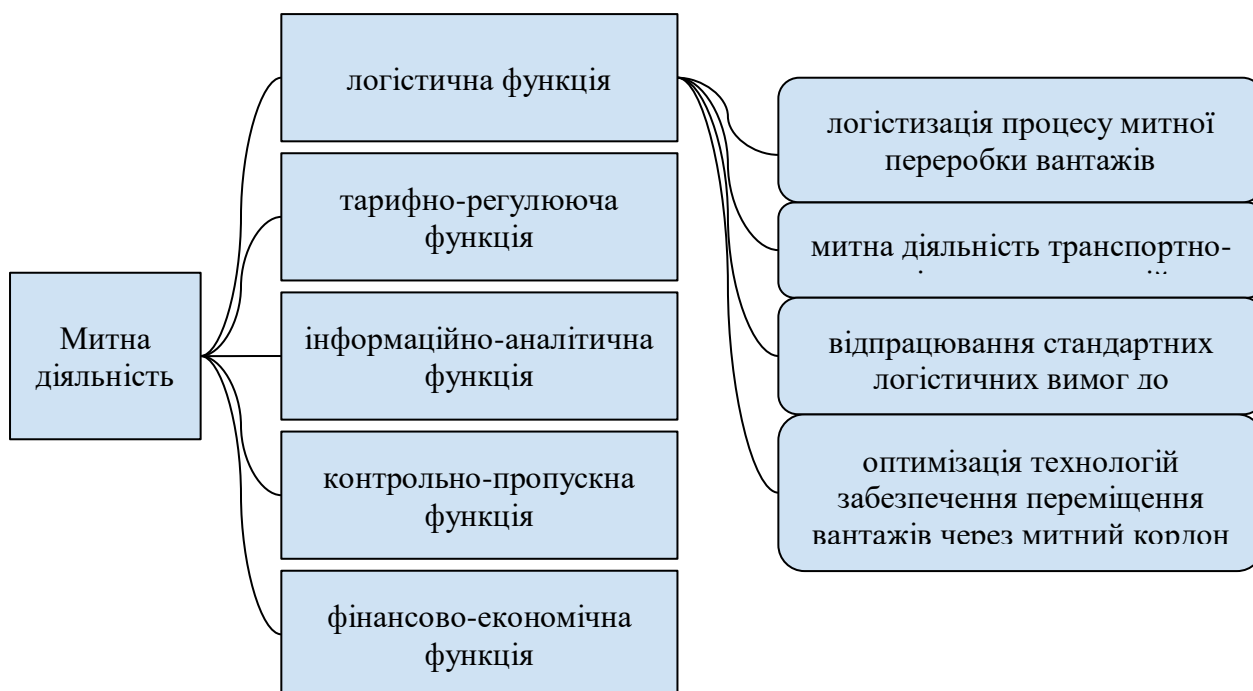 Митна
діяльність
логістична функція
тарифно-регулююча
функція
інформаційно-аналітична
функція
контрольно-пропускна
функція
фінансово-економічна
функція
логістизація процесу митної
переробки вантажів
митна діяльність транспортно-
відпрацювання стандартних
логістичних вимог до
оптимізація технологій
забезпечення переміщення
вантажів через митний кордон